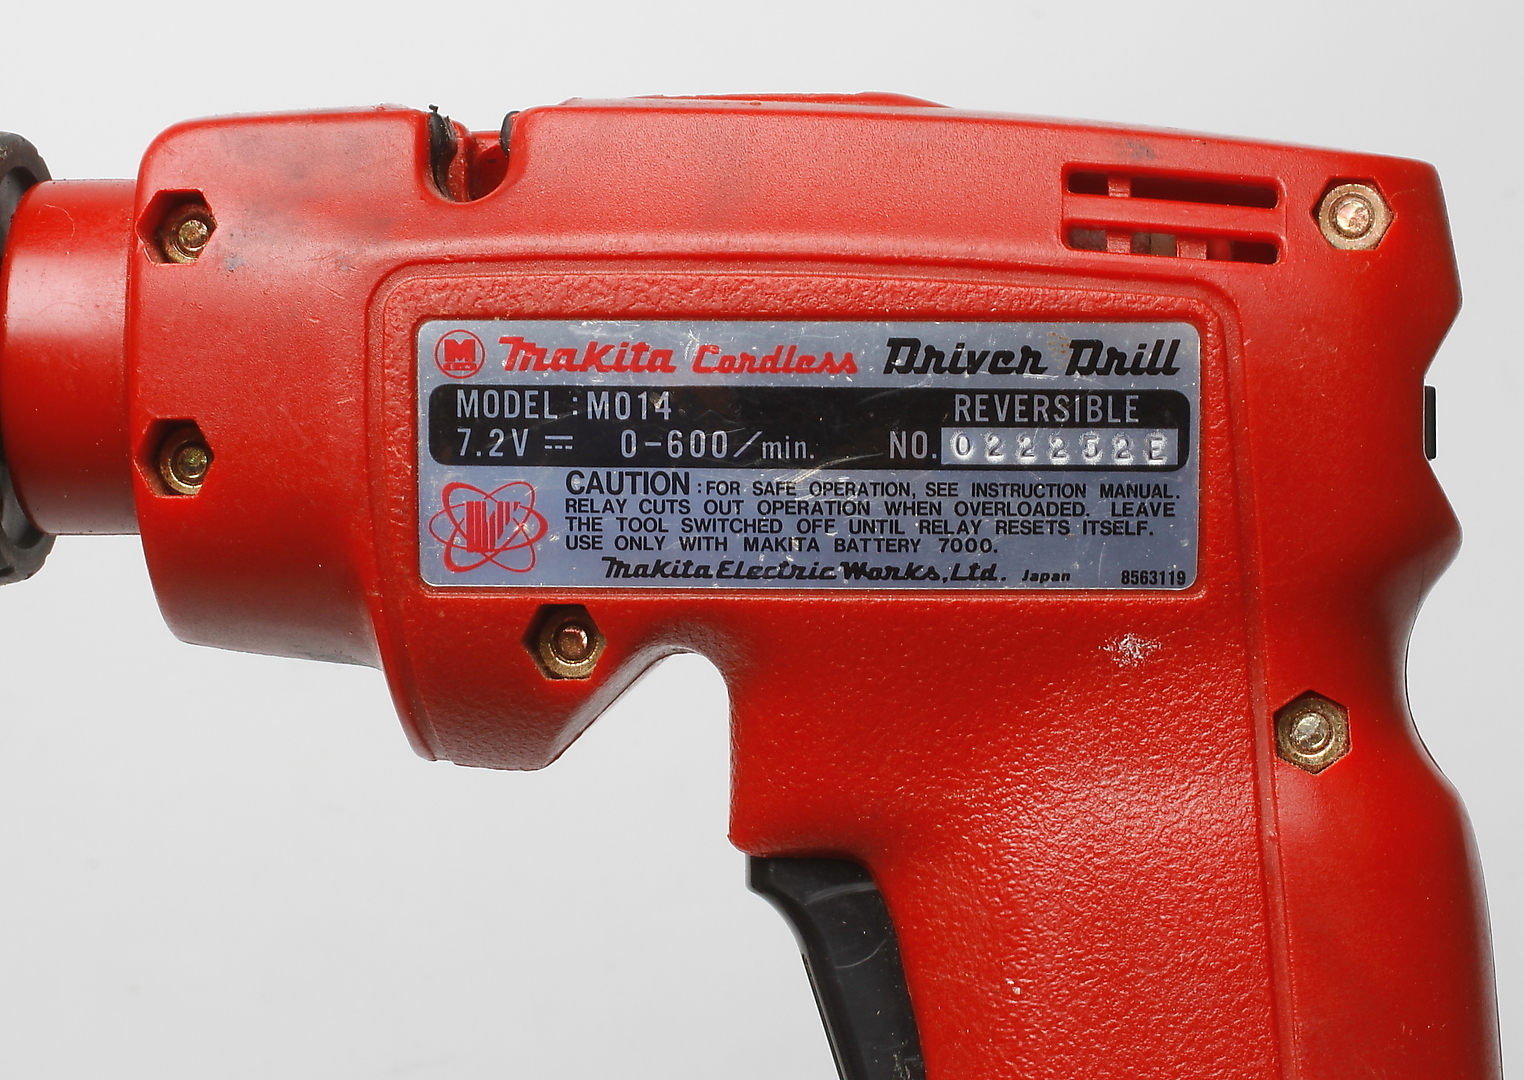 M Makita Cordless Driver Drill
MODEL : M014 REVERSIBLE
7.2V ⎓ 0-600/min. NO. 022252E
CAUTION : FOR SAFE OPERATION, SEE INSTRUCTION MANUAL.
RELAY CUTS OUT OPERATION WHEN OVERLOADED. LEAVE
THE TOOL SWITCHED OFF UNTIL RELAY RESETS ITSELF.
USE ONLY WITH MAKITA BATTERY 7000.
Makita Electric Works, Ltd. Japan 8563119